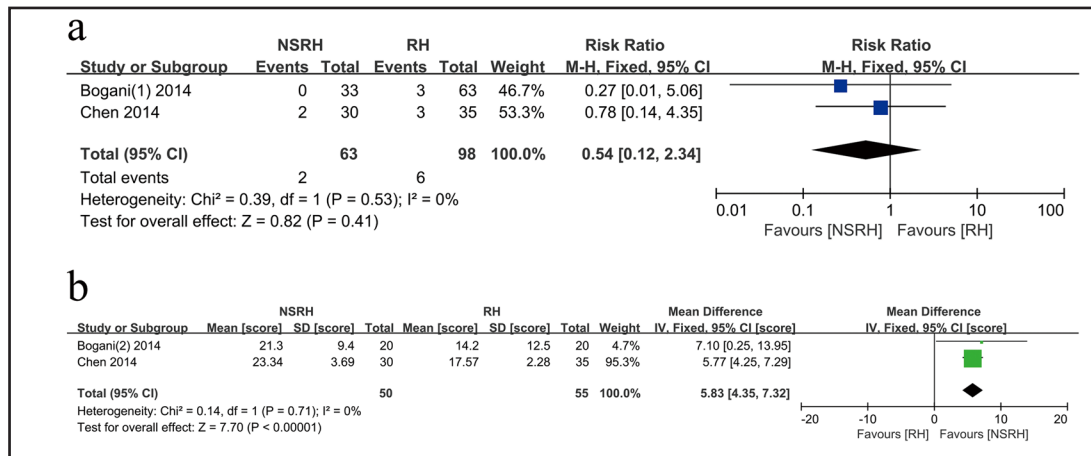 a
NSRH RH Risk Ratio Risk Ratio
Study or Subgroup Events Total Events Total Weight M-H, Fixed, 95% CI M-H, Fixed, 95% CI
Bogani(1) 2014 0 33 3 63 46.7% 0.27 [0.01, 5.06]
Chen 2014 2 30 3 35 53.3% 0.78 [0.14, 4.35]
Total (95% CI) 63 98 100.0% 0.54 [0.12, 2.34]
Total events 2 6
Heterogeneity: Chi² = 0.39, df = 1 (P = 0.53); I² = 0%
Test for overall effect: Z = 0.82 (P = 0.41)
0.01 0.1 1 10 100
Favours [NSRH] Favours [RH]
b
NSRH RH Mean Difference Mean Difference
Study or Subgroup Mean [score] SD [score] Total Mean [score] SD [score] Total Weight IV, Fixed, 95% CI [score] IV, Fixed, 95% CI [score]
Bogani(2) 2014 21.3 9.4 20 14.2 12.5 20 4.7% 7.10 [0.25, 13.95]
Chen 2014 23.34 3.69 30 17.57 2.28 35 95.3% 5.77 [4.25, 7.29]
Total (95% CI) 50 55 100.0% 5.83 [4.35, 7.32]
Heterogeneity: Chi² = 0.14, df = 1 (P = 0.71); I² = 0%
Test for overall effect: Z = 7.70 (P < 0.00001)
-20 -10 0 10 20
Favours [RH] Favours [NSRH]